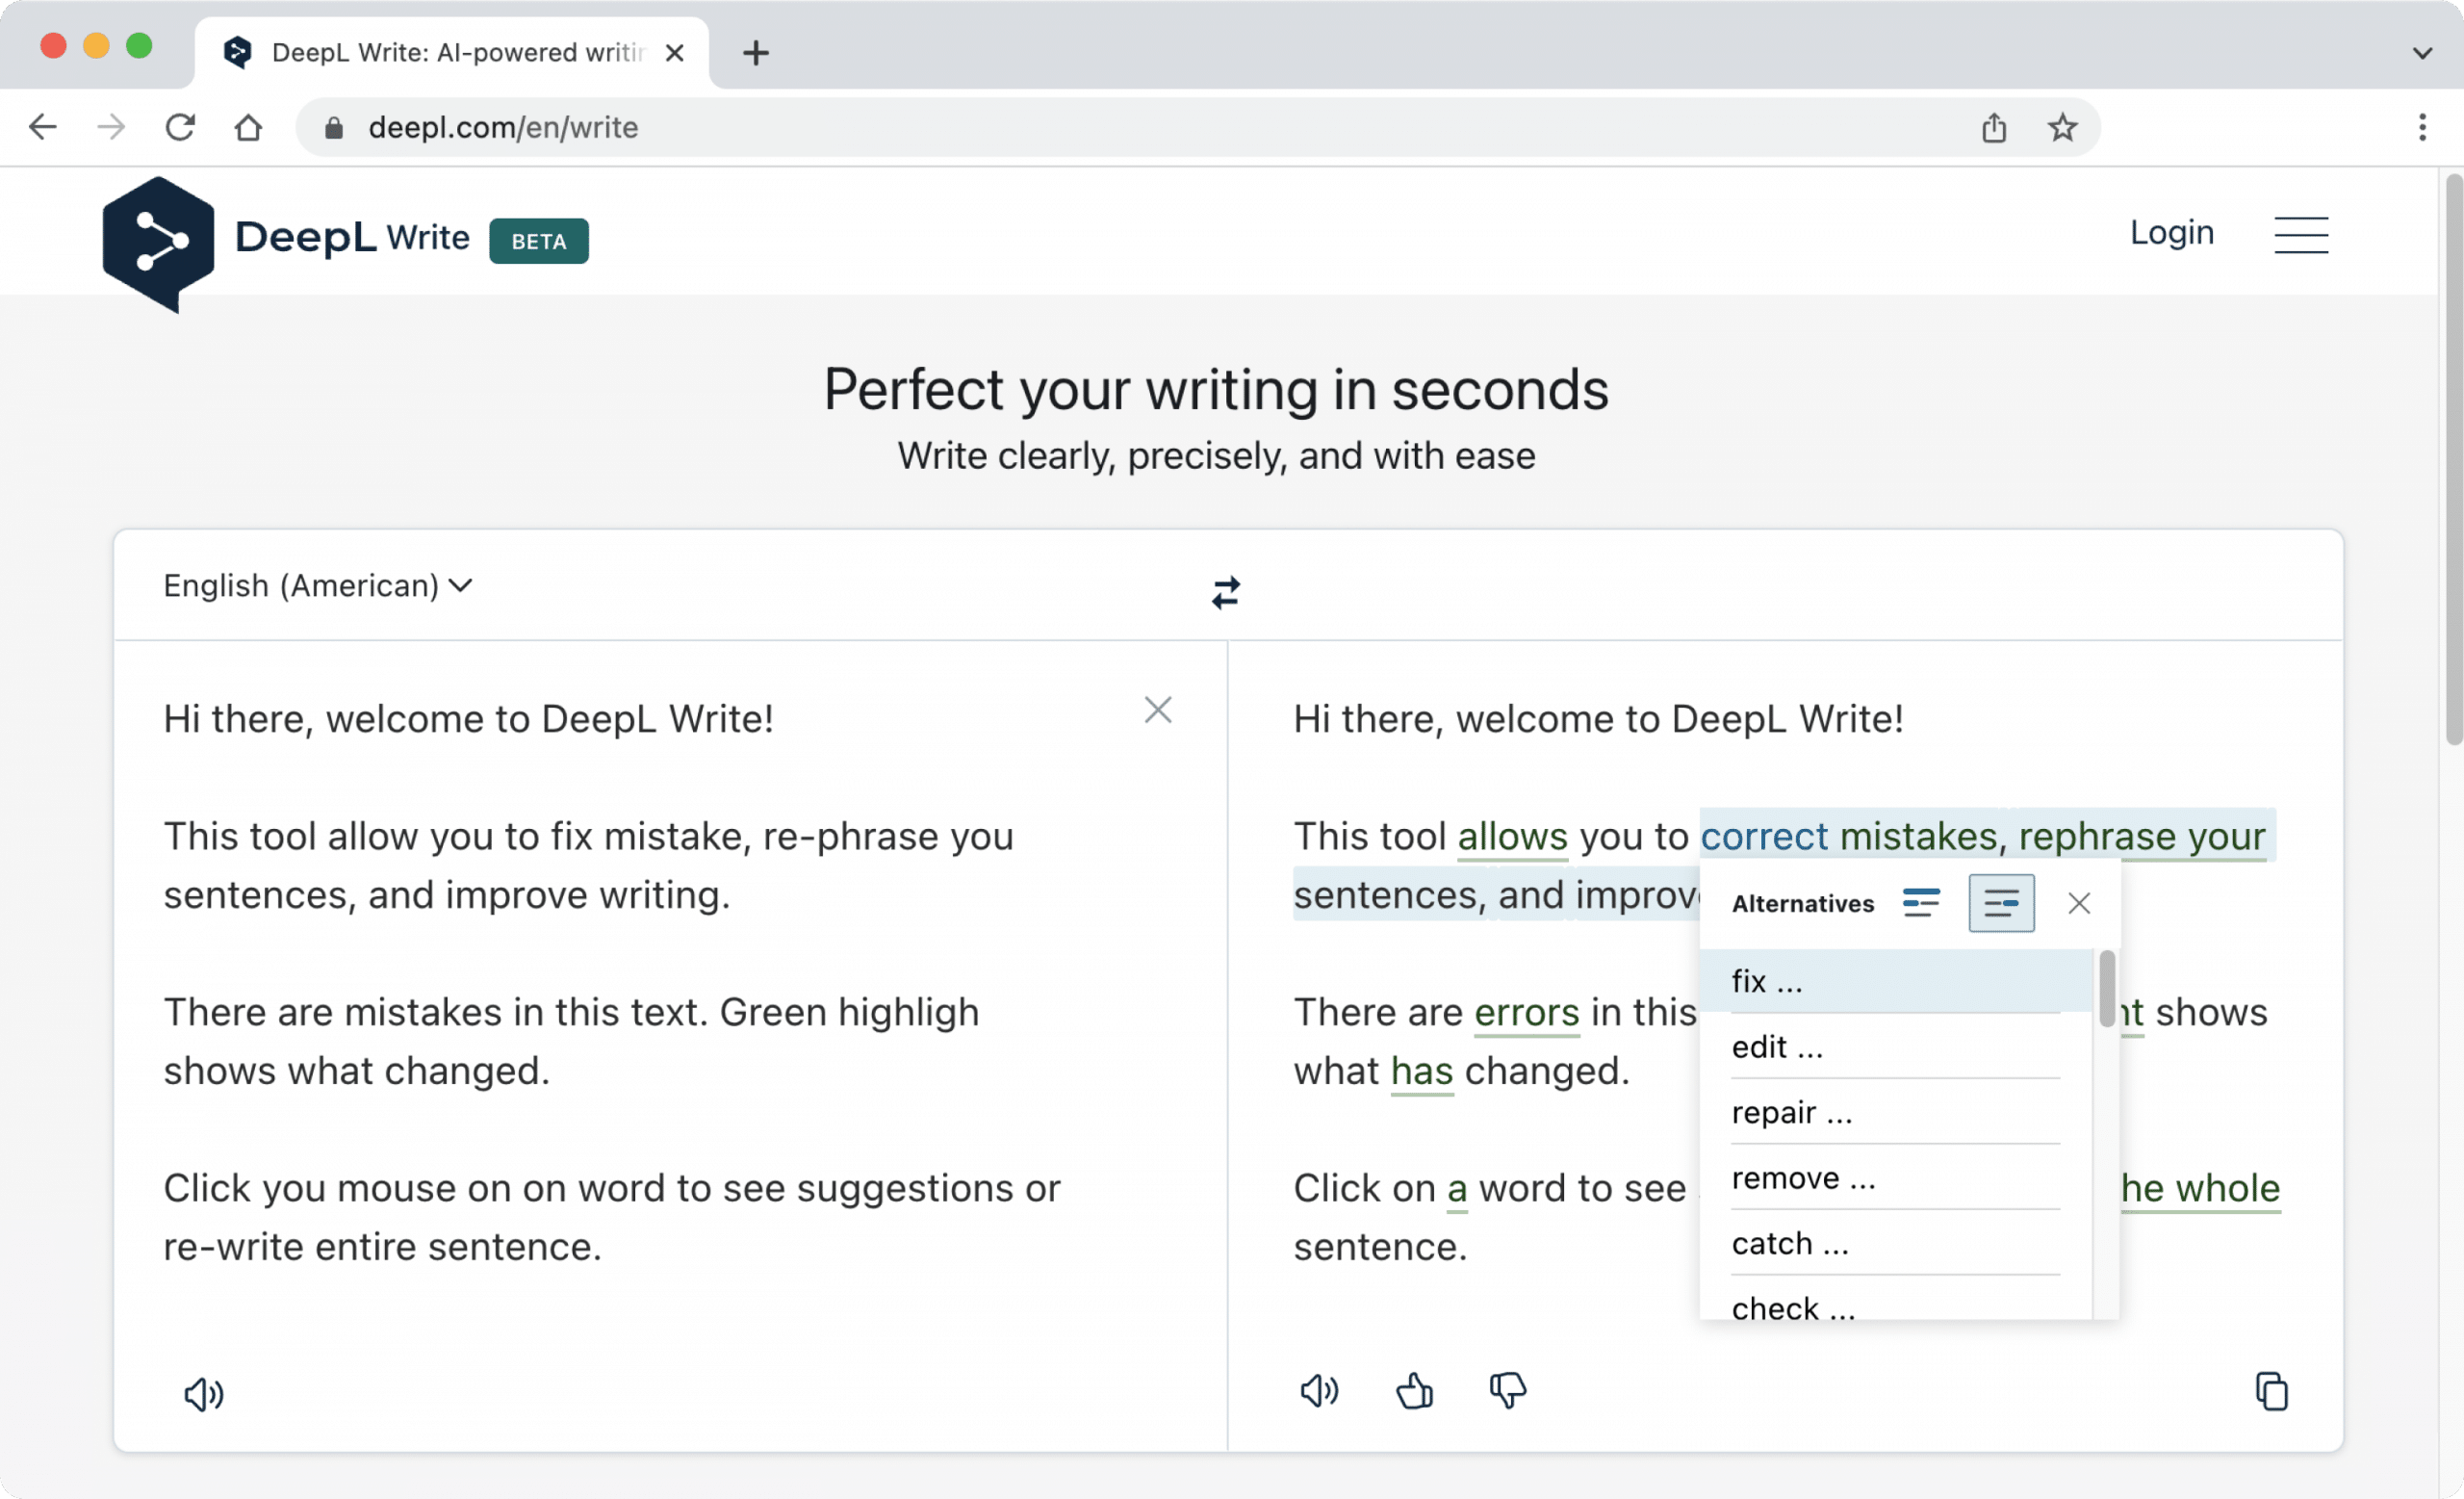 DeepL Write: AI-powered writin
deepl.com/en/write
DeepL Write BETA
Login
Perfect your writing in seconds
Write clearly, precisely, and with ease
English (American)
Hi there, welcome to DeepL Write!
This tool allow you to fix mistake, re-phrase you
sentences, and improve writing.
There are mistakes in this text. Green highligh
shows what changed.
Click you mouse on on word to see suggestions or
re-write entire sentence.
Hi there, welcome to DeepL Write!
This tool allows you to correct mistakes, rephrase your
sentences, and improv
There are errors in this nt shows
what has changed.
Click on a word to see he whole
sentence.
Alternatives
fix ...
edit ...
repair ...
remove ...
catch ...
check ...